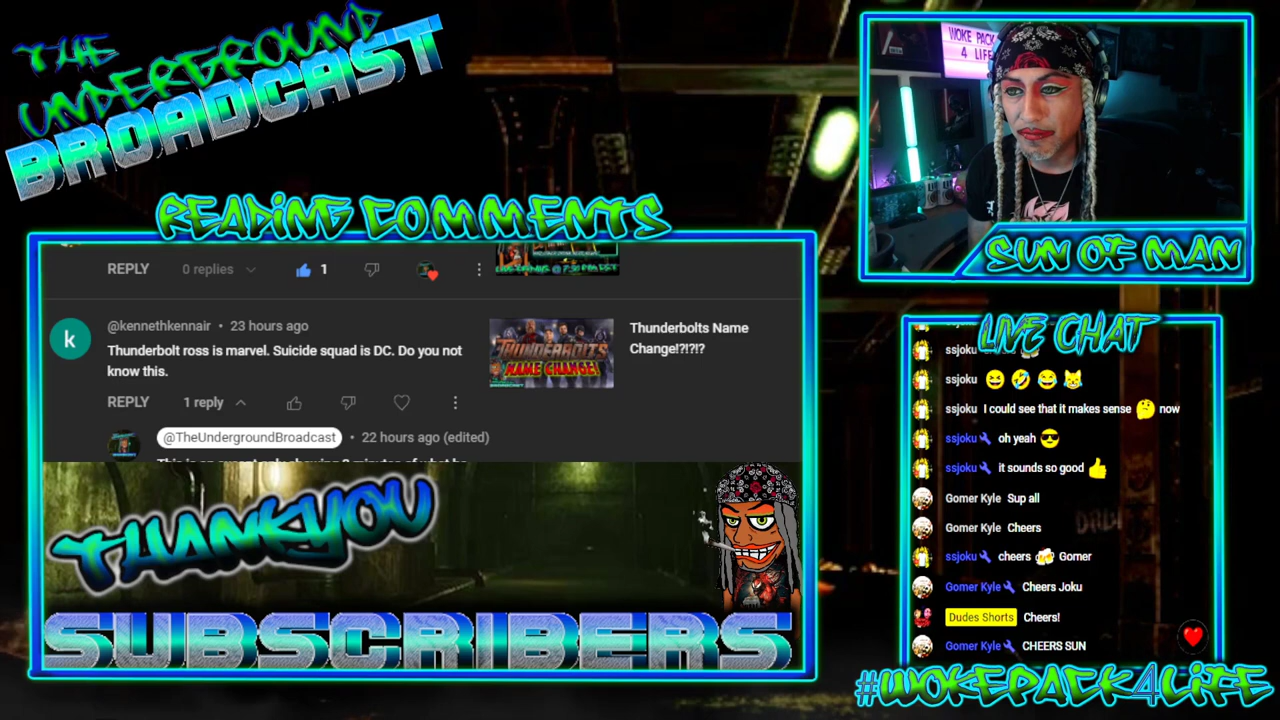 THE
UNDERGROUND
BROADCAST
WOKE PACK
4 LIFE
SUN OF MAN
READING COMMENTS
REPLY 0 replies 1
@kennethkennair • 23 hours ago
Thunderbolt ross is marvel. Suicide squad is DC. Do you not
know this.
THUNDERBOLTS
NAME CHANGE!
Thunderbolts Name
Change!?!?!?
REPLY 1 reply
@TheUndergroundBroadcast • 22 hours ago (edited)
THANKYOU
SUBSCRIBERS
LIVE CHAT
ssjoku
ssjoku 😆 🤣 😂 😹
ssjoku I could see that it makes sense 🤔 now
ssjoku oh yeah 😎
ssjoku it sounds so good 👍
Gomer Kyle Sup all
Gomer Kyle Cheers
ssjoku cheers 🍻 Gomer
Gomer Kyle Cheers Joku
Dudes Shorts Cheers!
Gomer Kyle CHEERS SUN
#WOKEPACK4LIFE